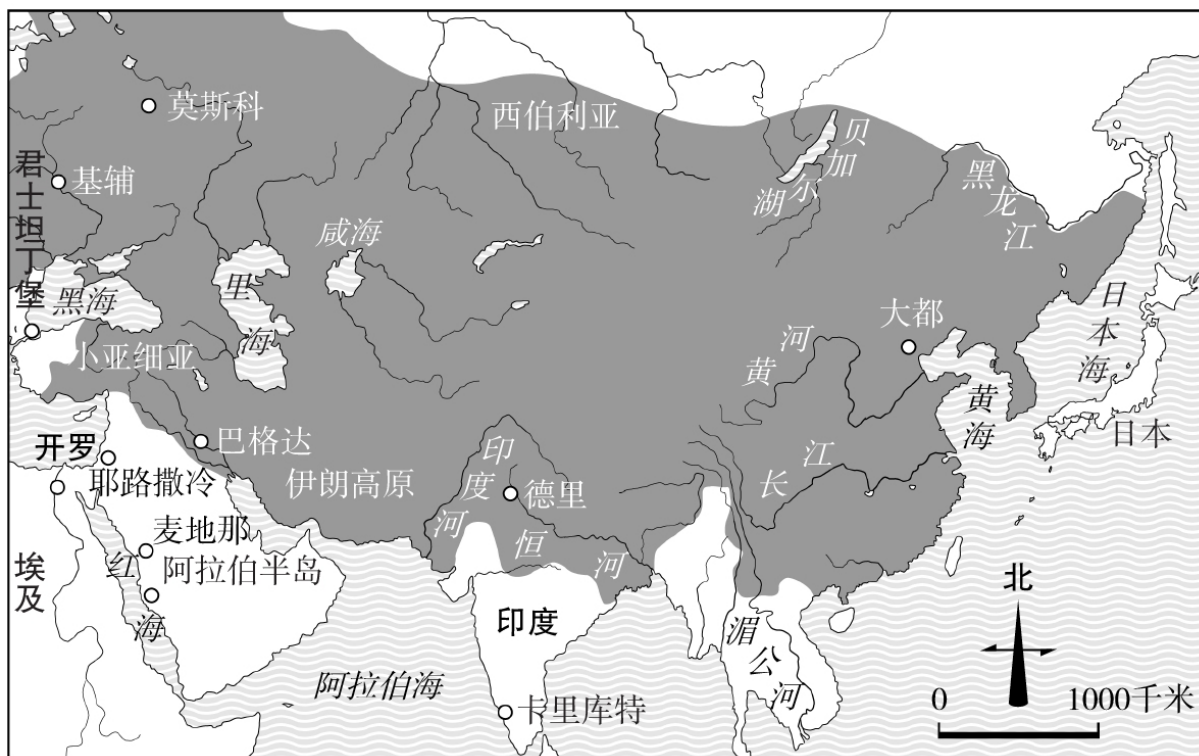 莫斯科
西伯利亚
贝加尔湖
黑龙江
君士坦丁堡
基辅
咸海
里海
黑海
日本海
大都
小亚细亚
黄河
黄海
日本
开罗
巴格达
伊朗高原
印度河
长江
耶路撒冷
德里
麦地那
恒河
红海
阿拉伯半岛
埃及
北
印度
湄公河
阿拉伯海
卡里库特
0 1000千米